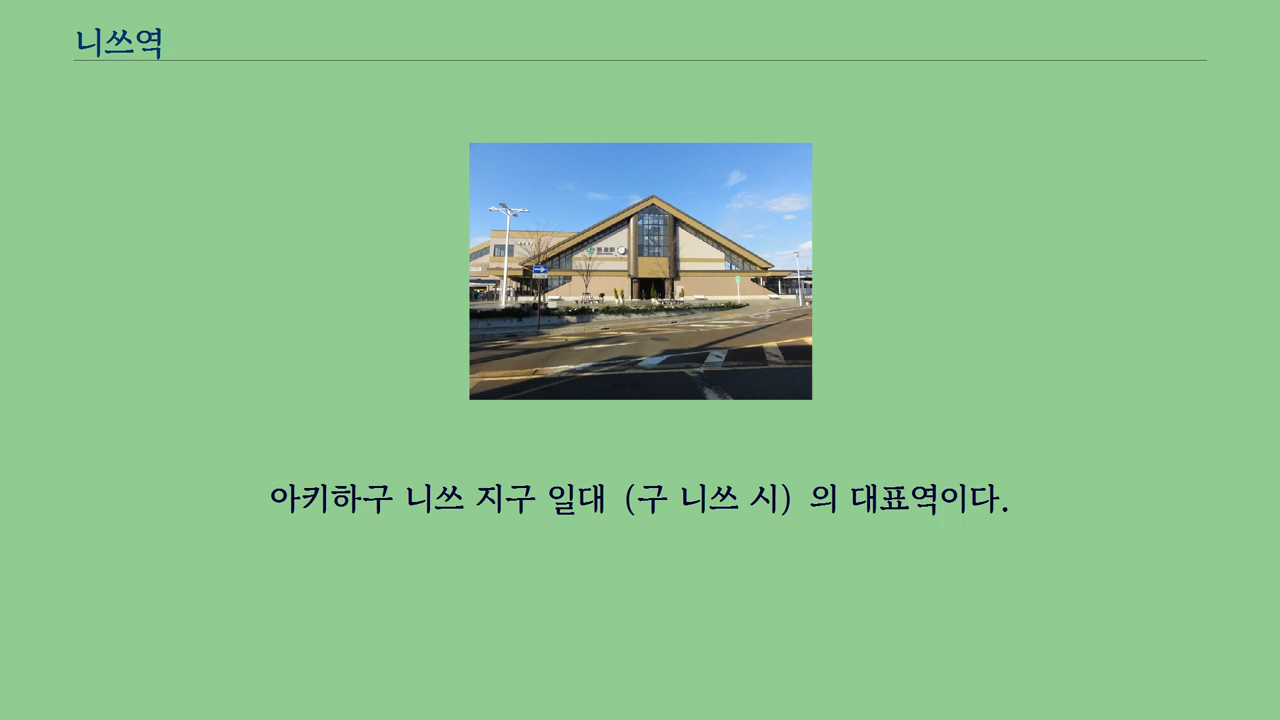 니쓰역
아키하구 니쓰 지구 일대 (구 니쓰 시) 의 대표역이다.